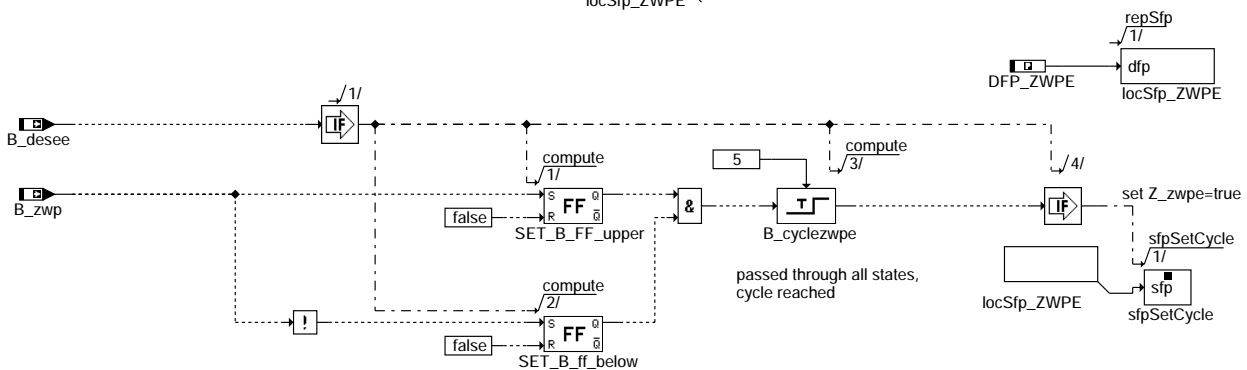 locSfp_ZWPE
repSfp
1/
dfp
DFP_ZWPE
locSfp_ZWPE
/1/
IF
B_desee
compute
1/
5
compute
3/
/4/
B_zwp
S Q
FF
R Q
false
SET_B_FF_upper
&
T
B_cyclezwpe
IF
set Z_zwpe=true
sfpSetCycle
1/
passed through all states,
cycle reached
locSfp_ZWPE
sfp
sfpSetCycle
compute
2/
!
S Q
FF
R Q
false
SET_B_ff_below